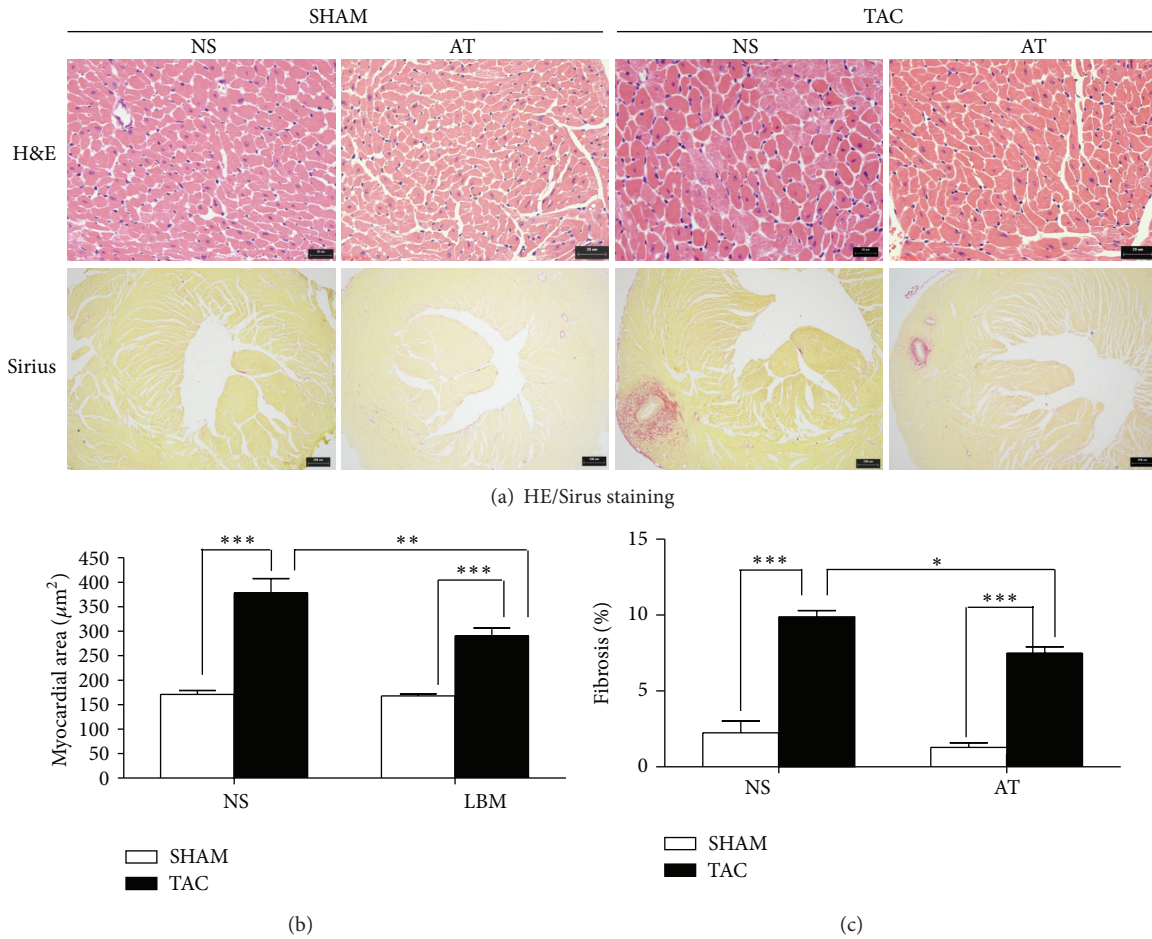 SHAM TAC
NS AT NS AT
H&E
Sirius
(a) HE/Sirus staining
*** ** ***
450
400
350
300
250
200
150
100
50
0
Myocardial area (μm²)
NS LBM
SHAM
TAC
(b)
*** * ***
15
10
5
0
Fibrosis (%)
NS AT
SHAM
TAC
(c)